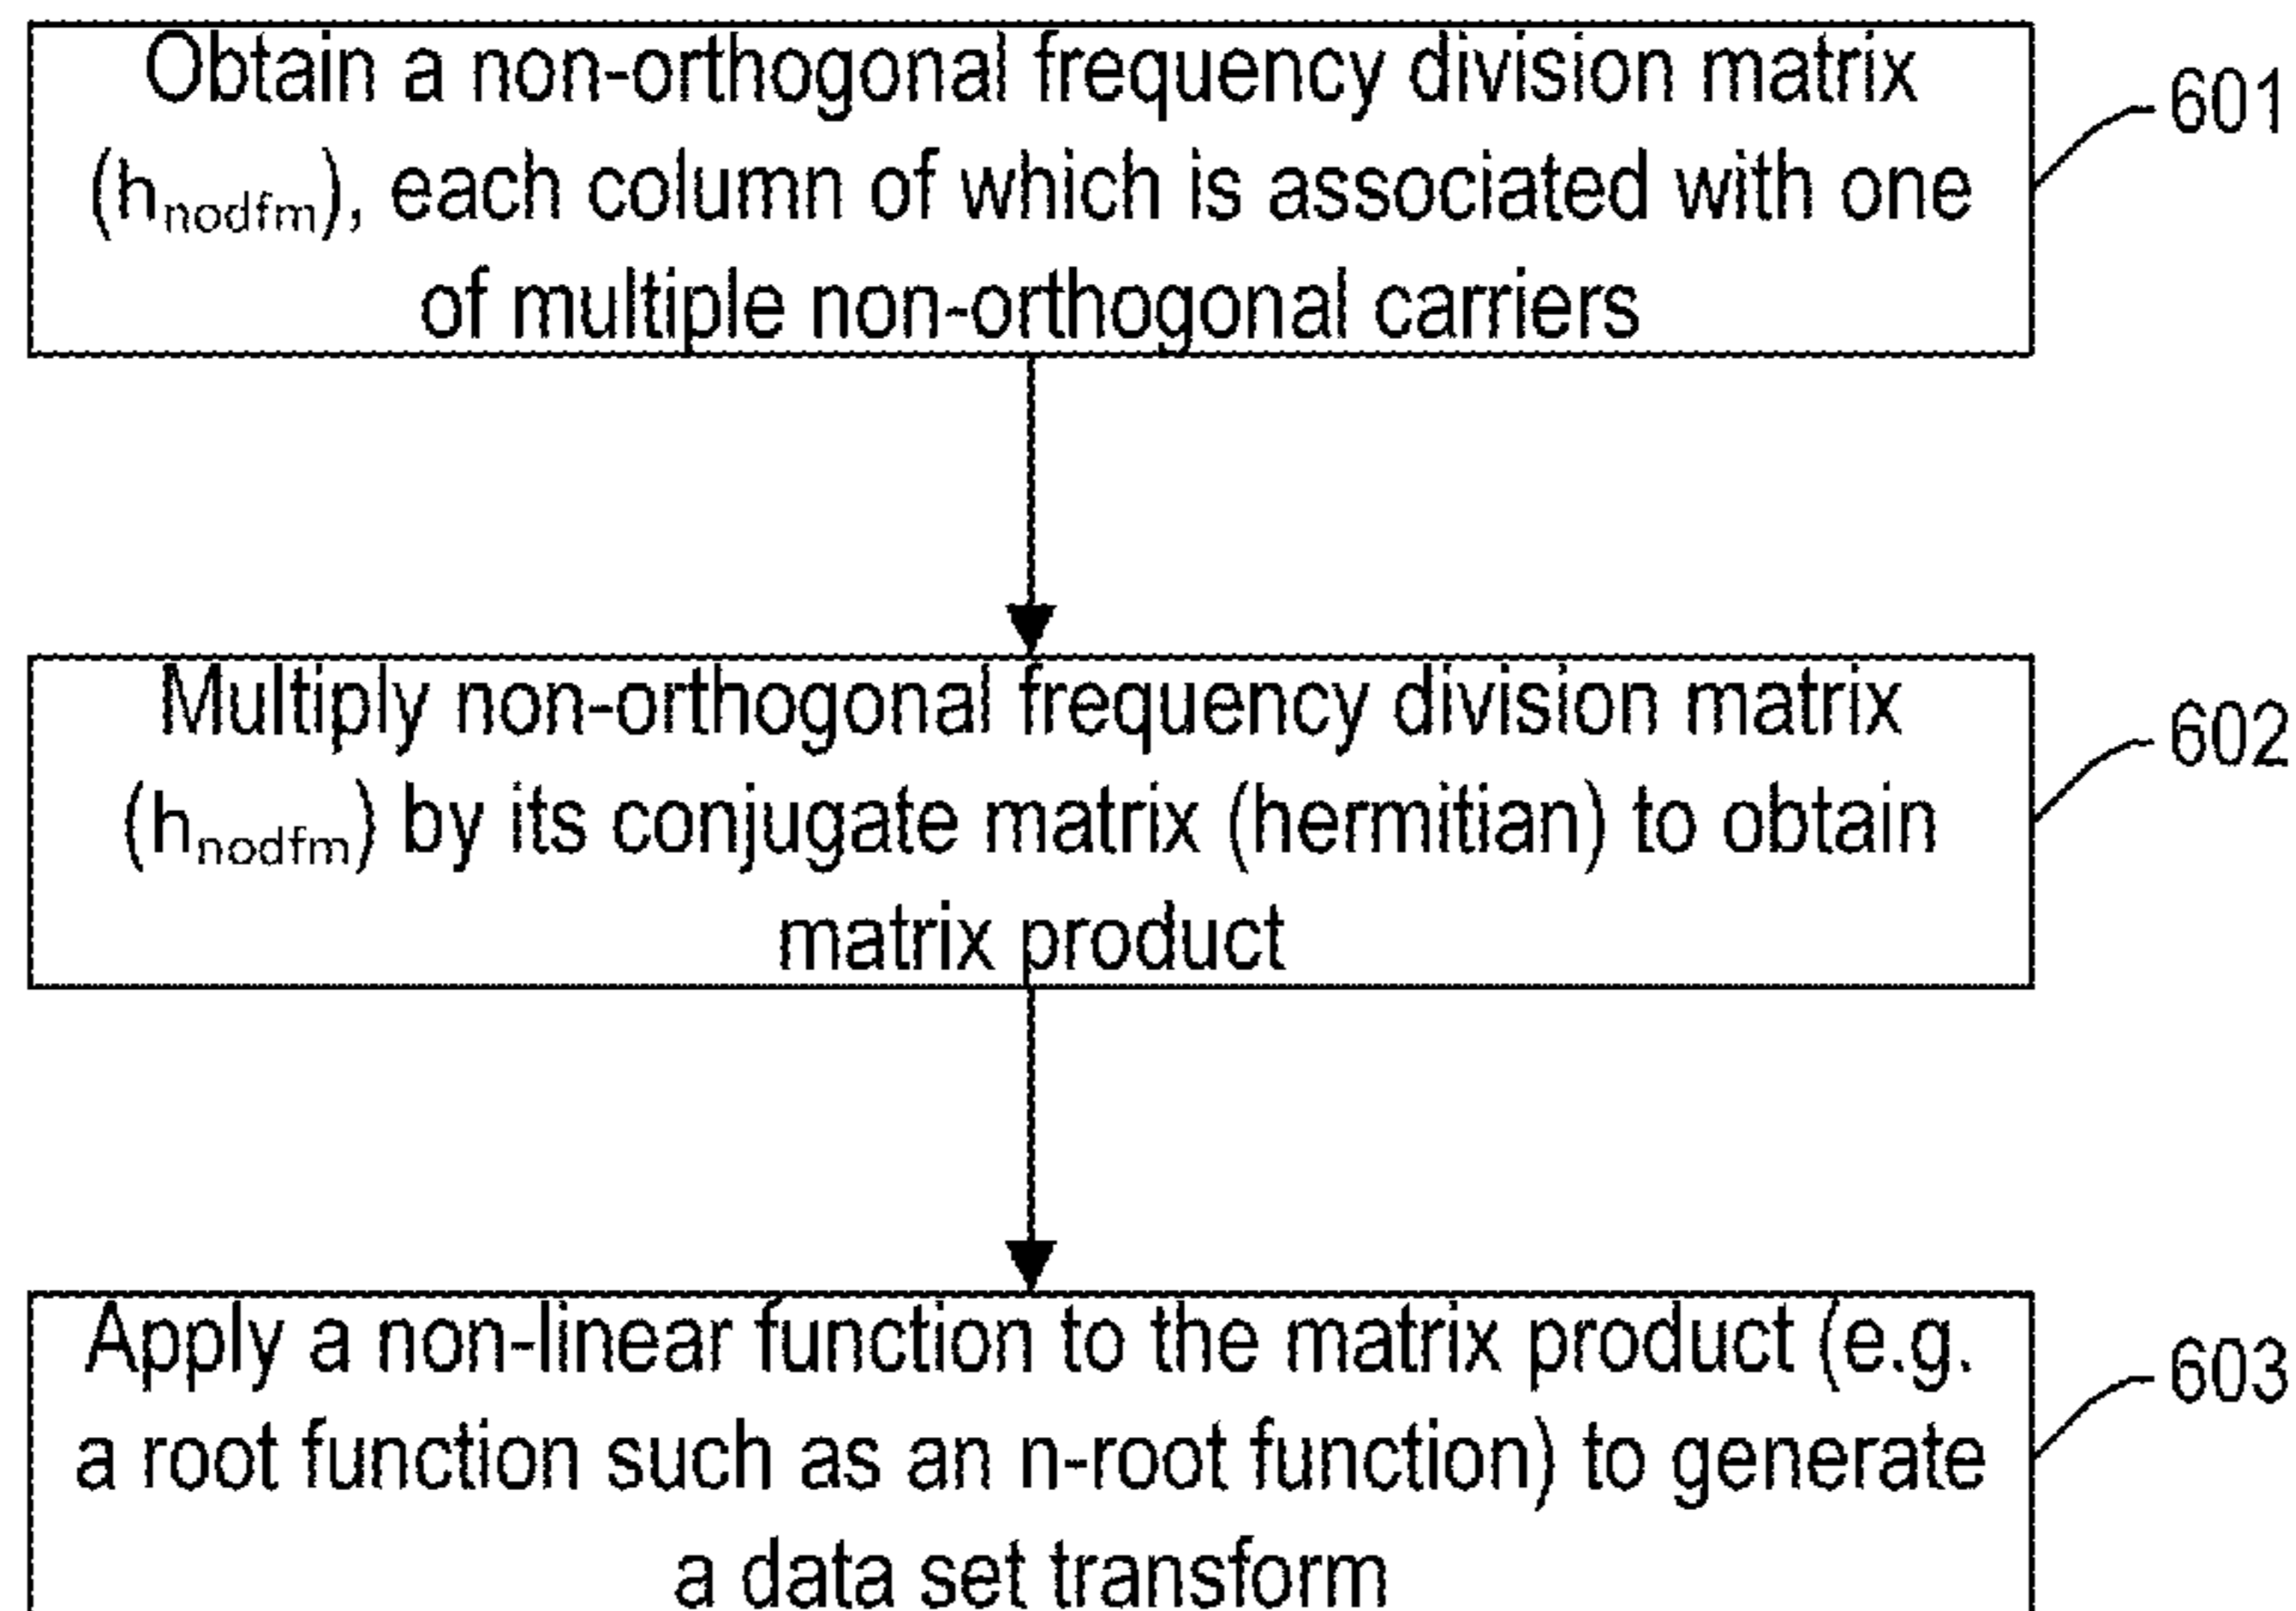 Obtain a non-orthogonal frequency division matrix
(hnodfm), each column of which is associated with one
of multiple non-orthogonal carriers
601
Multiply non-orthogonal frequency division matrix
(hnodfm) by its conjugate matrix (hermitian) to obtain
matrix product
602
Apply a non-linear function to the matrix product (e.g.
a root function such as an n-root function) to generate
a data set transform
603